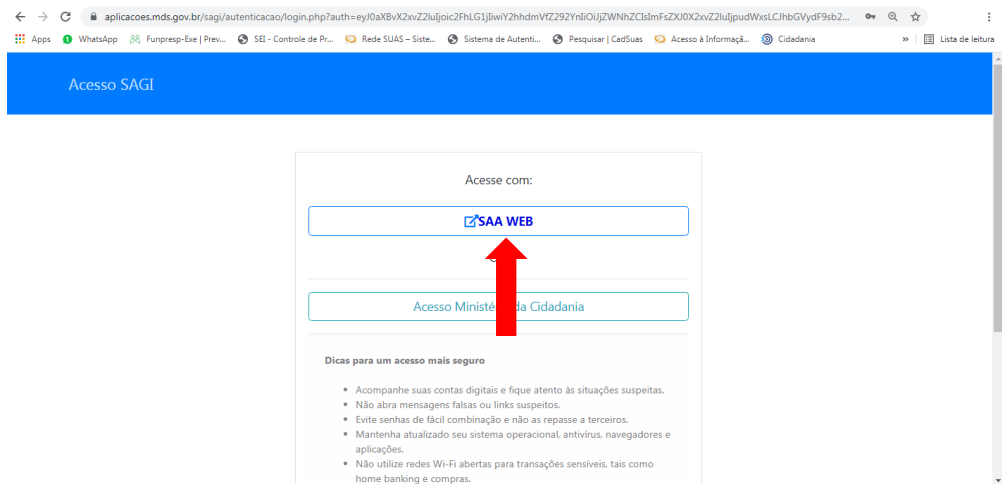 aplicacoes.mds.gov.br/sagi/autenticacao/login.php?auth=eyJ0aXBvX2xvZ2luIjoic2FhLG1jIiwiY2hhdmVfZ292YnIiOiJjZWNhZCIsImFsZXJ0X2xvZ2luIjpudWxsLCJhbGVydF9sb2...
Apps WhatsApp Funpresp-Exe | Prev... SEI - Controle de Pr... Rede SUAS – Siste... Sistema de Autenti... Pesquisar | CadSuas Acesso à Informaçã... Cidadania » Lista de leitura
Acesso SAGI
Acesse com:
SAA WEB
Acesso Ministé da Cidadania
Dicas para um acesso mais seguro
• Acompanhe suas contas digitais e fique atento às situações suspeitas.
• Não abra mensagens falsas ou links suspeitos.
• Evite senhas de fácil combinação e não as repasse a terceiros.
• Mantenha atualizado seu sistema operacional, antivírus, navegadores e
aplicações.
• Não utilize redes Wi-Fi abertas para transações sensíveis, tais como
home banking e compras.